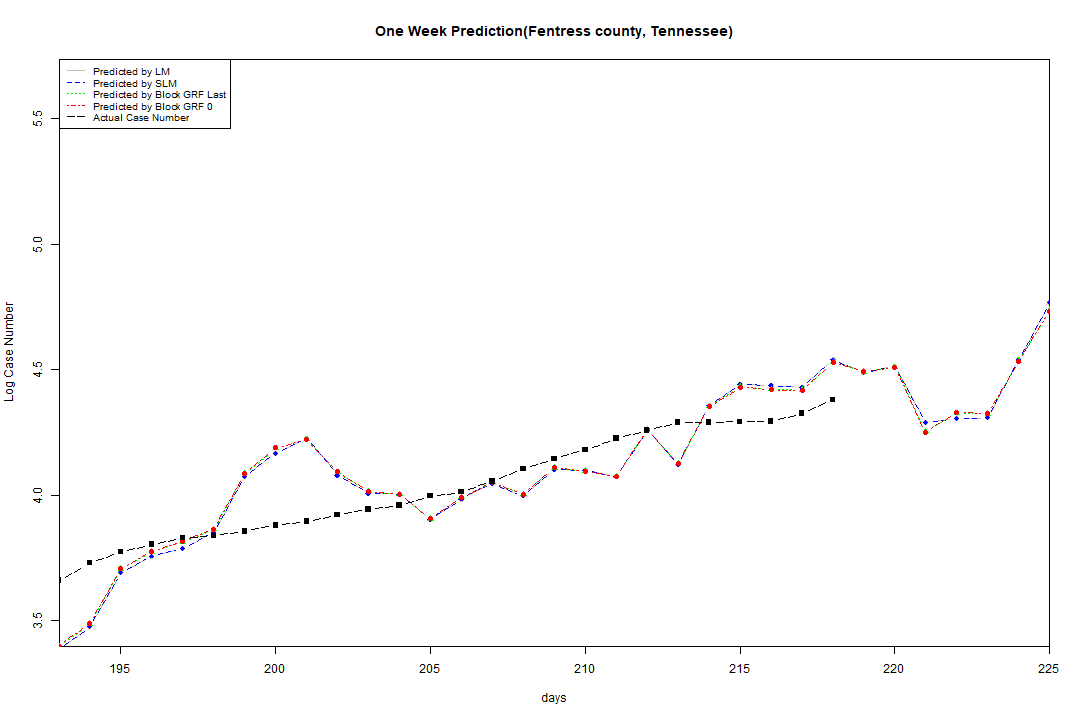 One Week Prediction(Fentress county, Tennessee)
Predicted by LM
Predicted by SLM
Predicted by Block GRF Last
Predicted by Block GRF 0
Actual Case Number
5.5
5.0
4.5
4.0
3.5
Log Case Number
195 200 205 210 215 220 225
days